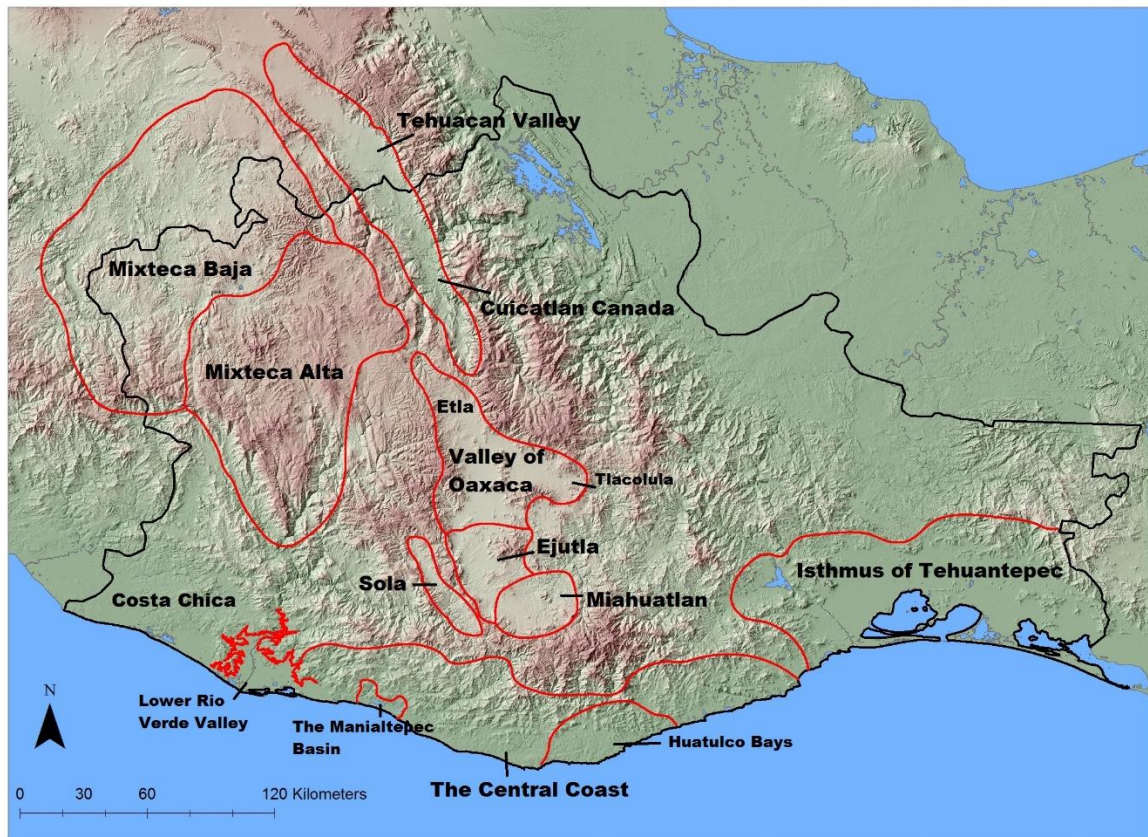 Tehuacan Valley
Mixteca Baja
Cuicatlan Canada
Mixteca Alta
Etla
Valley of
Oaxaca
Tlacolula
Ejutla
Isthmus of Tehuantepec
Sola
Miahuatlan
Costa Chica
Lower Rio
Verde Valley
The Manialtepec
Basin
Huatulco Bays
The Central Coast
N
0 30 60 120 Kilometers